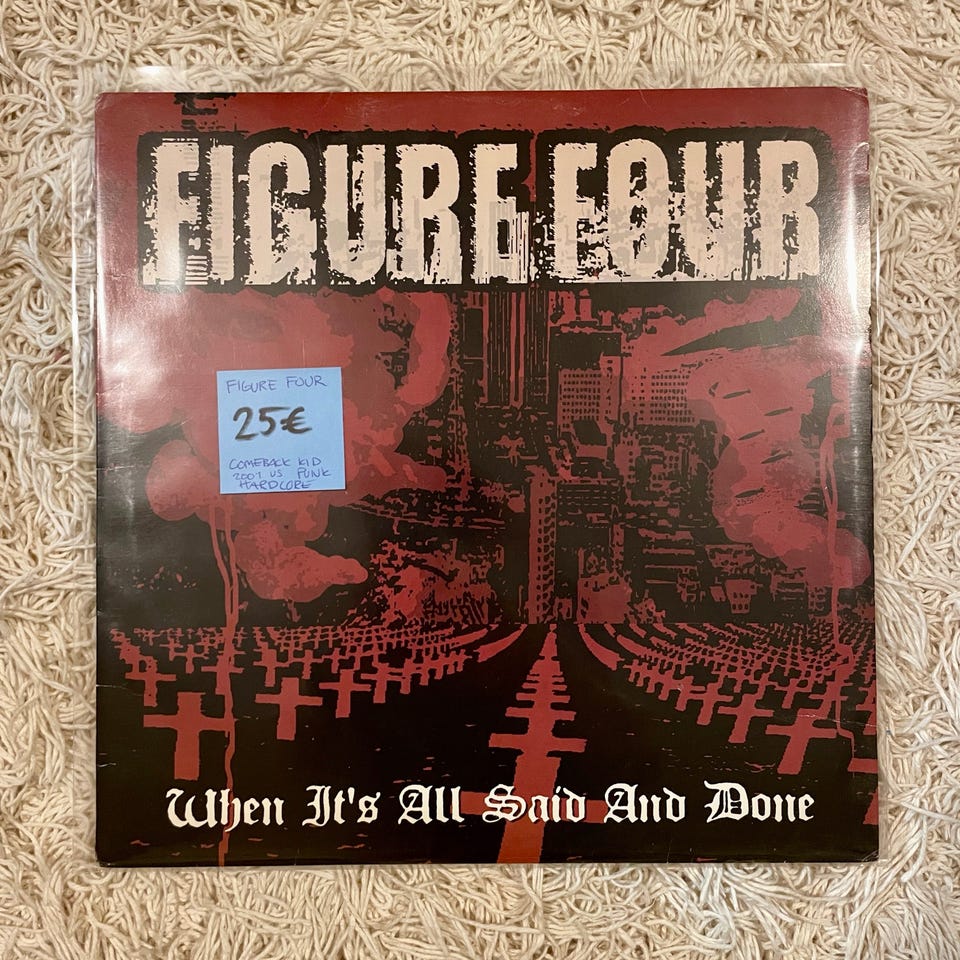 FIGURE FOUR
FIGURE FOUR
25€
COMEBACK KID
2001 US PUNK
HARDCORE
When It's All Said And Done